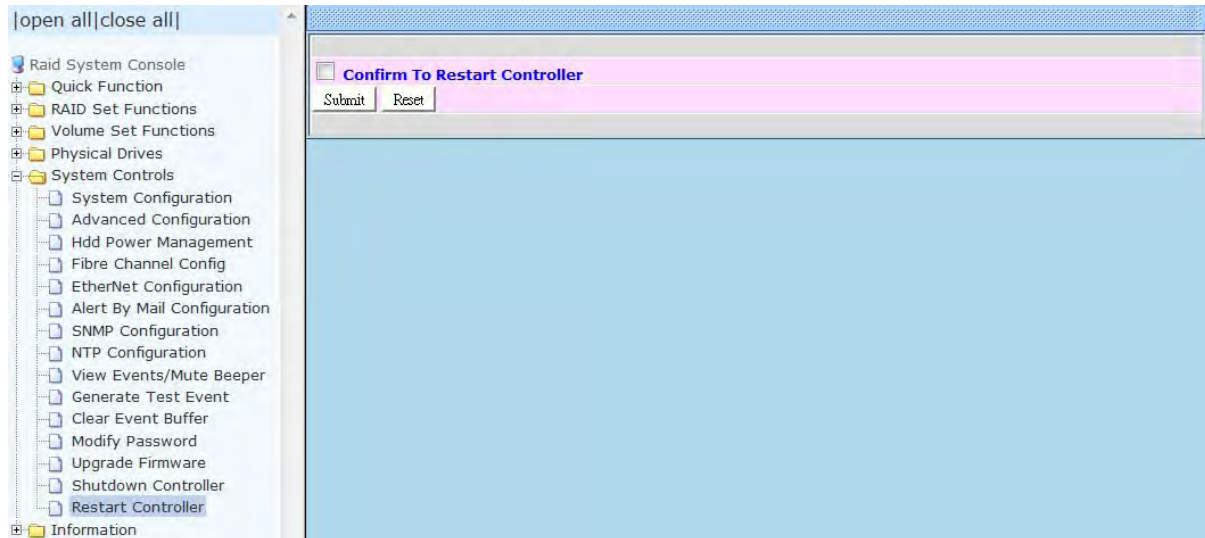 |open all|close all|
Raid System Console
Quick Function
RAID Set Functions
Volume Set Functions
Physical Drives
System Controls
System Configuration
Advanced Configuration
Hdd Power Management
Fibre Channel Config
EtherNet Configuration
Alert By Mail Configuration
SNMP Configuration
NTP Configuration
View Events/Mute Beeper
Generate Test Event
Clear Event Buffer
Modify Password
Upgrade Firmware
Shutdown Controller
Restart Controller
Information
Confirm To Restart Controller
Submit Reset